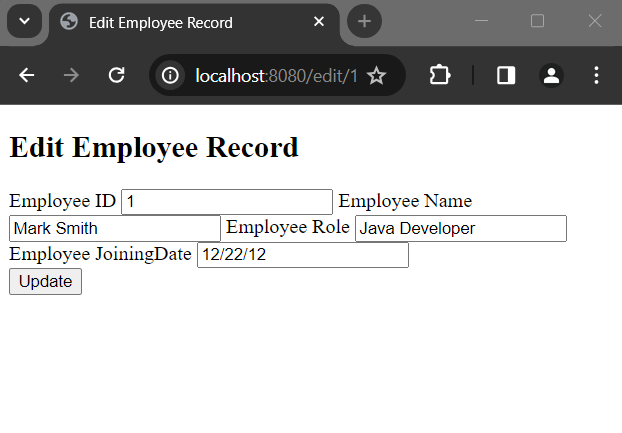 Edit Employee Record
localhost:8080/edit/1
Edit Employee Record
Employee ID 1 Employee Name
Mark Smith Employee Role Java Developer
Employee JoiningDate 12/22/12
Update